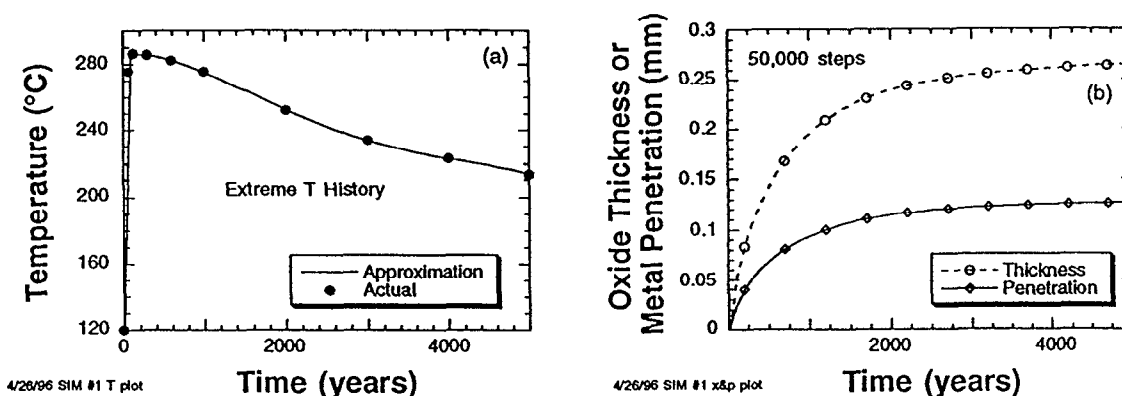 (a)
Temperature (°C)
280
240
200
160
120
Extreme T History
Approximation
Actual
0
2000
4000
Time (years)
4/26/96 SIM #1 T plot
50,000 steps
(b)
Oxide Thickness or
Metal Penetration (mm)
0.3
0.25
0.2
0.15
0.1
0.05
0
Thickness
Penetration
0
2000
4000
Time (years)
4/26/96 SIM #1 x&p plot